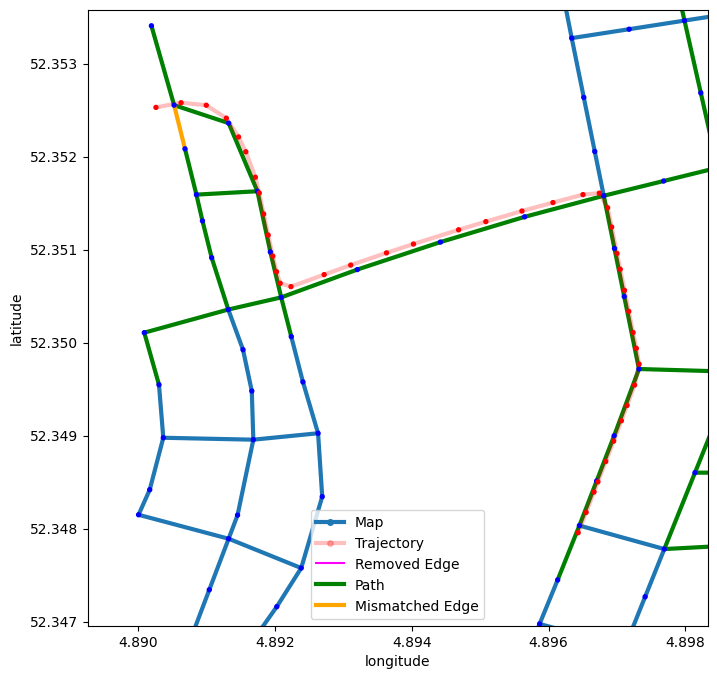 52.353
52.352
52.351
52.350
52.349
52.348
52.347
latitude
Map
Trajectory
Removed Edge
Path
Mismatched Edge
4.890 4.892 4.894 4.896 4.898
longitude